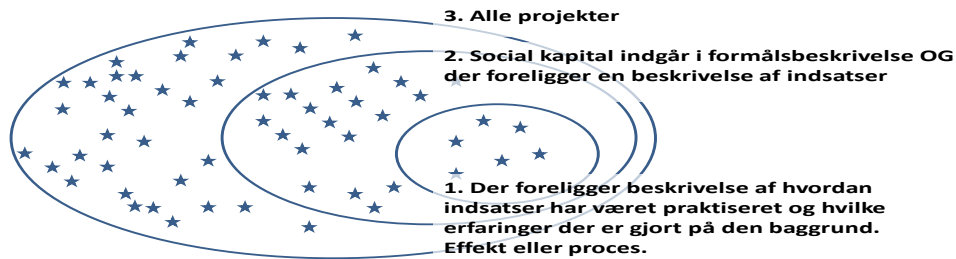 3. Alle projekter
2. Social kapital indgår i formålsbeskrivelse OG
der foreligger en beskrivelse af indsatser
1. Der foreligger beskrivelse af hvordan
indsatser har været praktiseret og hvilke
erfaringer der er gjort på den baggrund.
Effekt eller proces.